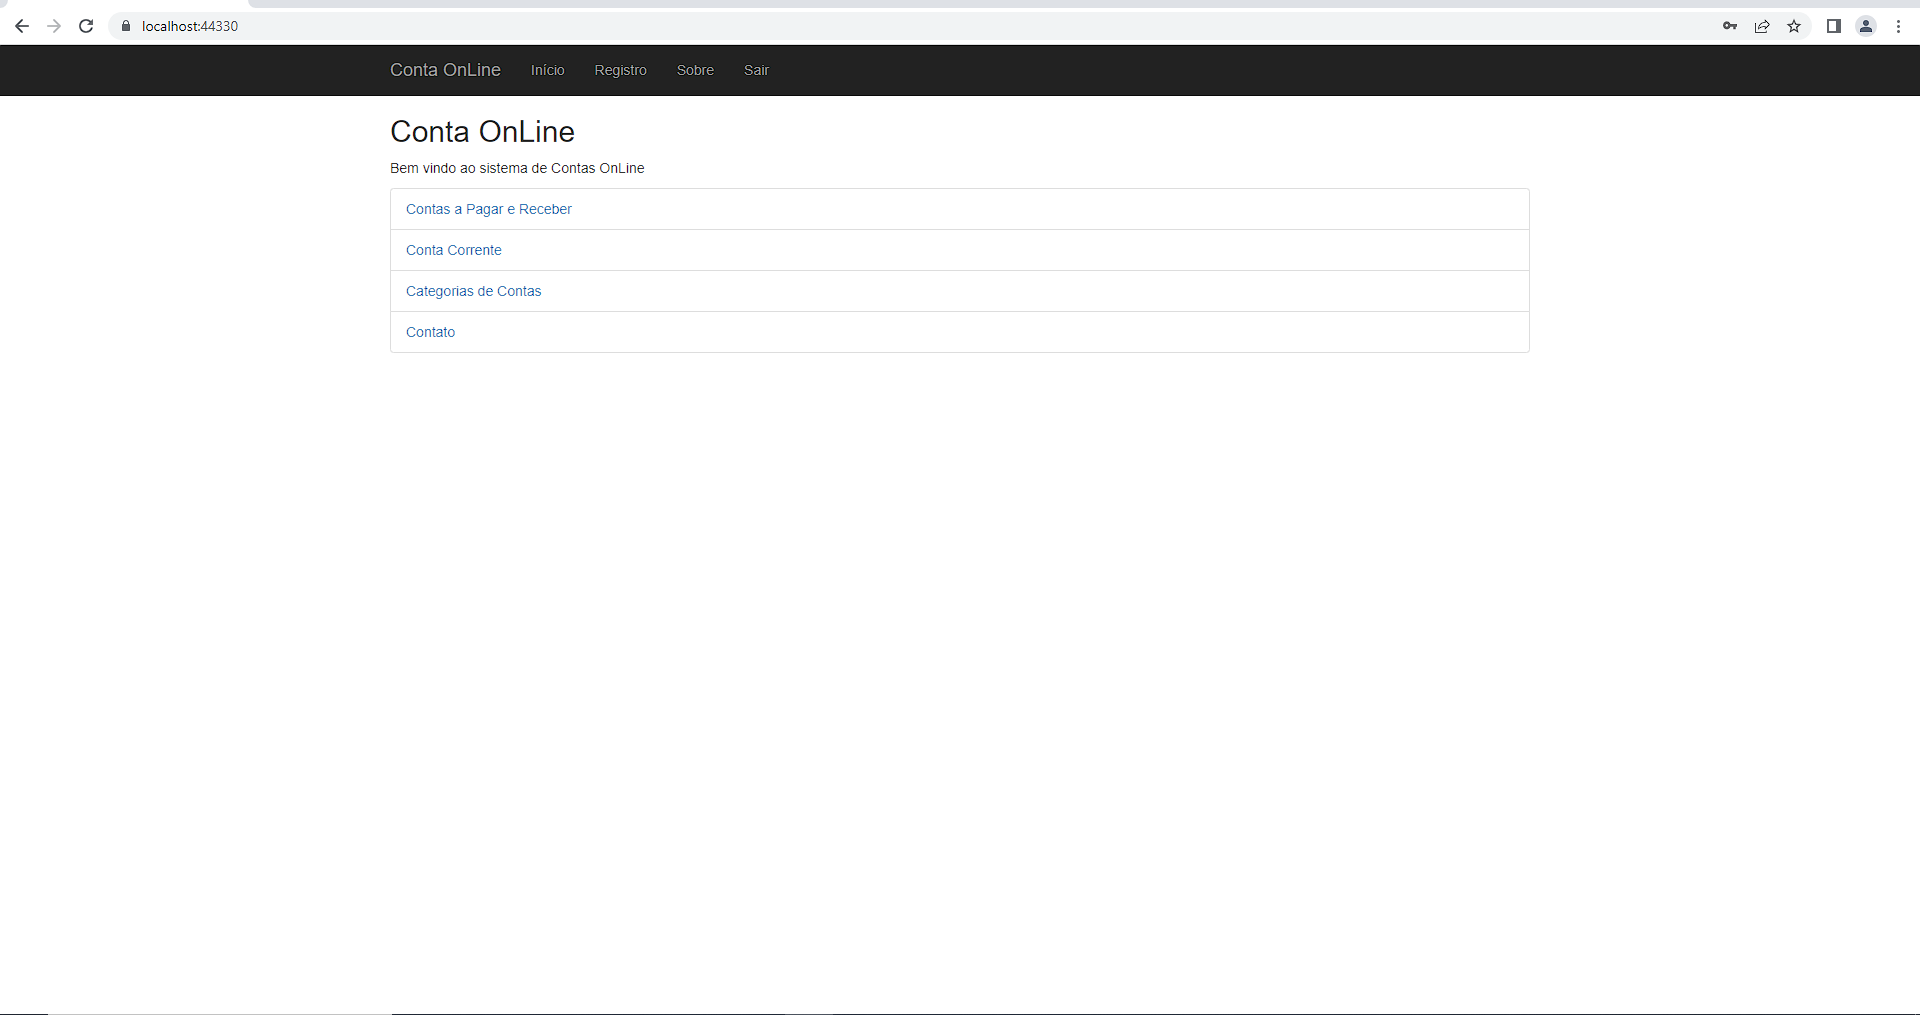 localhost:44330
Conta OnLine Início Registro Sobre Sair
Conta OnLine
Bem vindo ao sistema de Contas OnLine
Contas a Pagar e Receber
Conta Corrente
Categorias de Contas
Contato